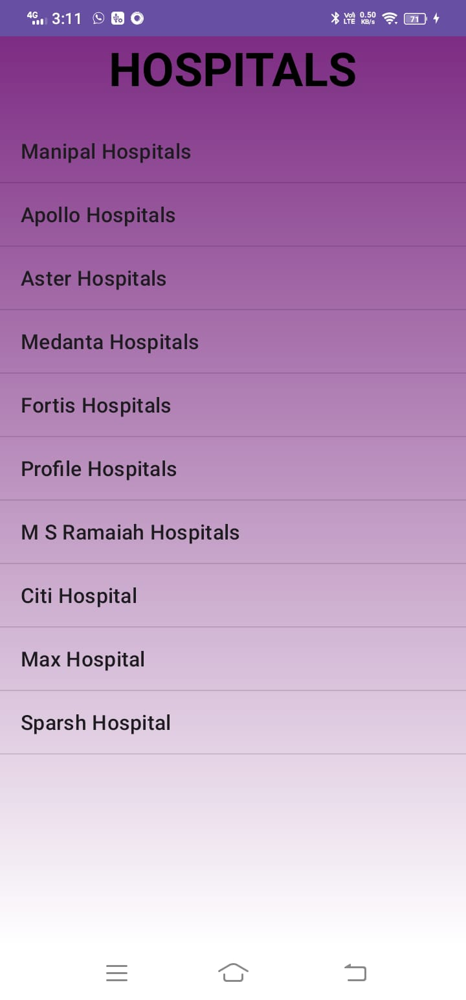 4G 3:11 Vo) LTE 0.50 KB/s 71
HOSPITALS
Manipal Hospitals
Apollo Hospitals
Aster Hospitals
Medanta Hospitals
Fortis Hospitals
Profile Hospitals
M S Ramaiah Hospitals
Citi Hospital
Max Hospital
Sparsh Hospital